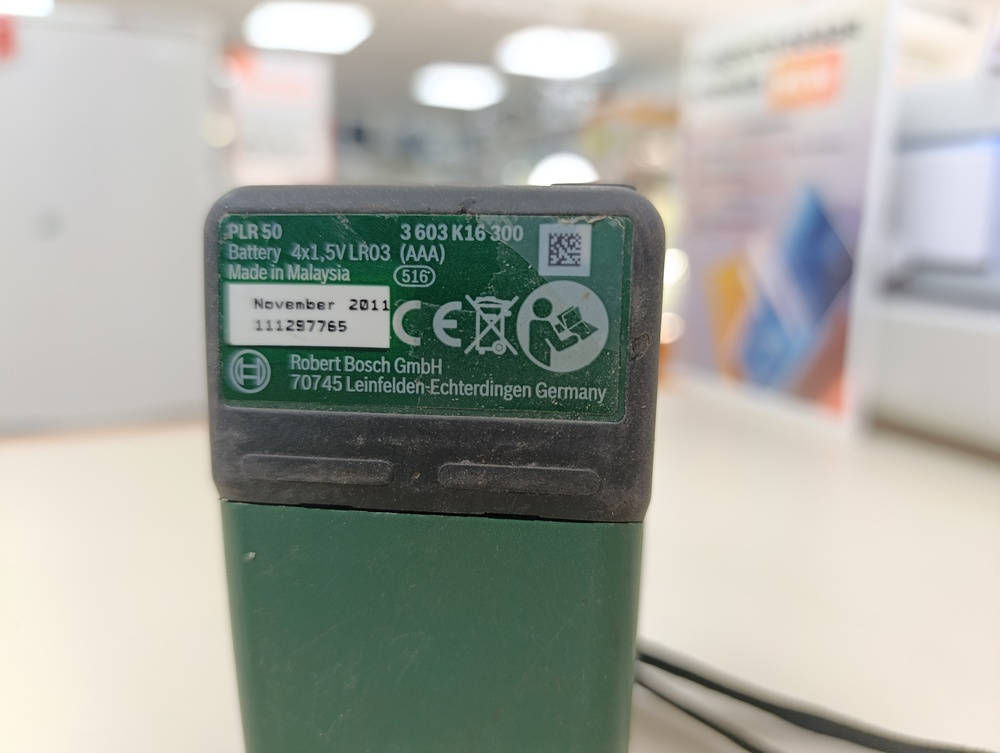 PLR 50
3 603 K16 300
Battery 4x1,5V LR03 (AAA)
Made in Malaysia
516
November 2011
111297765
CE
Robert Bosch GmbH
70745 Leinfelden-Echterdingen Germany